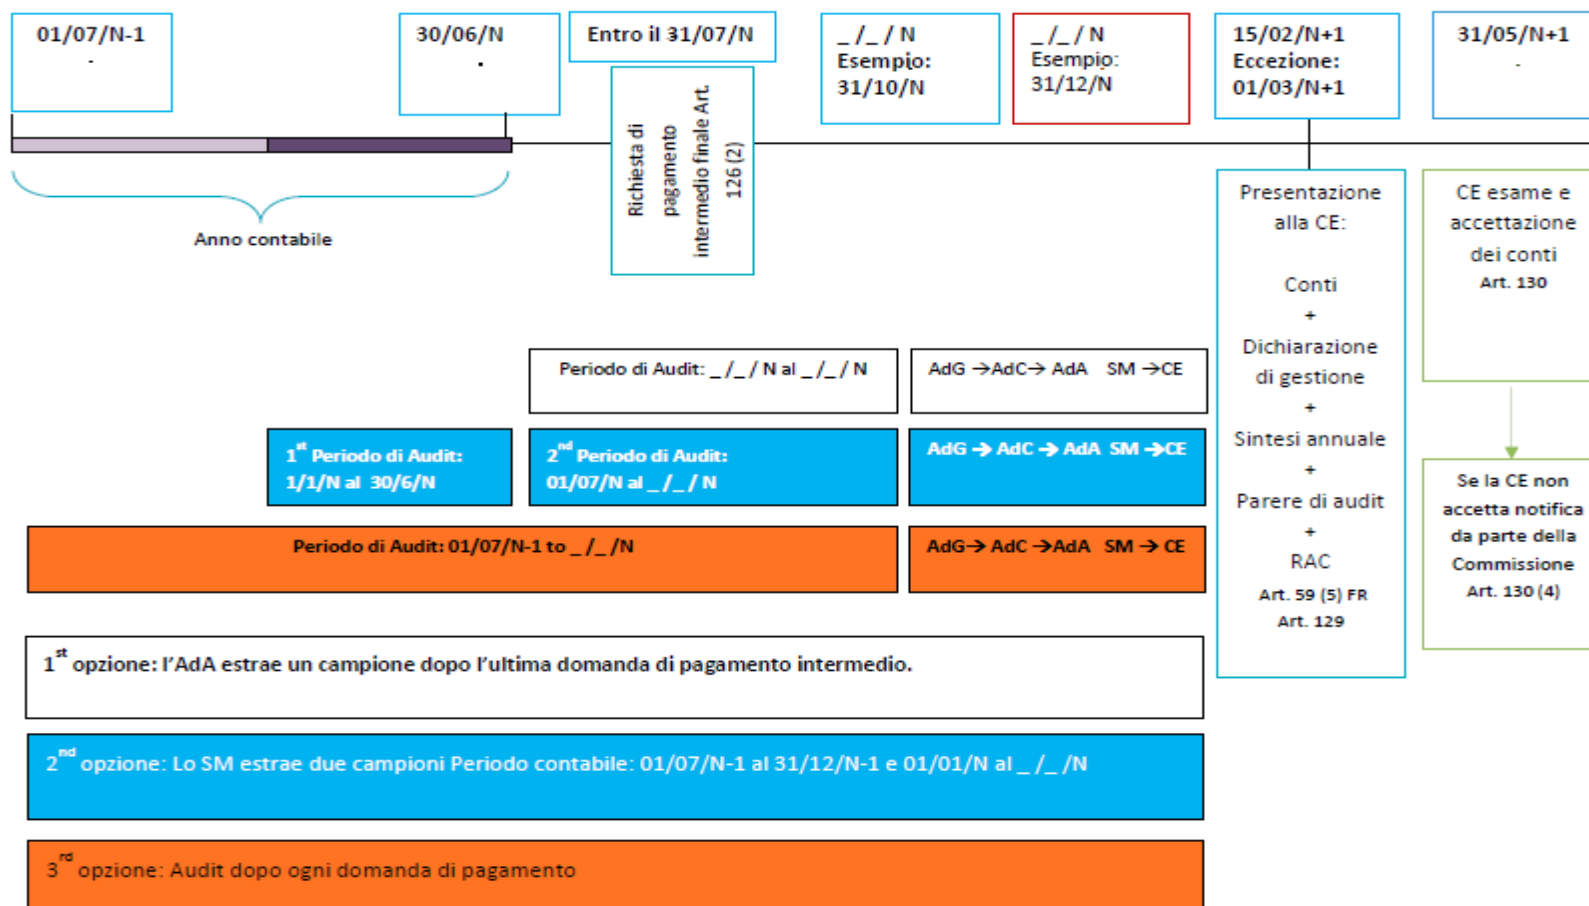 01/07/N-1
-
30/06/N
.
Entro il 31/07/N
_ /_ / N
Esempio:
31/10/N
_ /_ / N
Esempio:
31/12/N
15/02/N+1
Eccezione:
01/03/N+1
31/05/N+1
-
Richiesta di
pagamento
intermedio finale Art.
126 (2)
Anno contabile
Presentazione
alla CE:
Conti
+
Dichiarazione
di gestione
+
Sintesi annuale
+
Parere di audit
+
RAC
Art. 59 (5) FR
Art. 129
CE esame e
accettazione
dei conti
Art. 130
Se la CE non
accetta notifica
da parte della
Commissione
Art. 130 (4)
Periodo di Audit: _ /_ / N al _ /_ / N
AdG →AdC→ AdA SM →CE
1st Periodo di Audit:
1/1/N al 30/6/N
2nd Periodo di Audit:
01/07/N al _ /_ / N
AdG → AdC → AdA SM →CE
Periodo di Audit: 01/07/N-1 to _ /_ /N
AdG→ AdC →AdA SM → CE
1st opzione: l’AdA estrae un campione dopo l’ultima domanda di pagamento intermedio.
2nd opzione: Lo SM estrae due campioni Periodo contabile: 01/07/N-1 al 31/12/N-1 e 01/01/N al _ /_ /N
3rd opzione: Audit dopo ogni domanda di pagamento